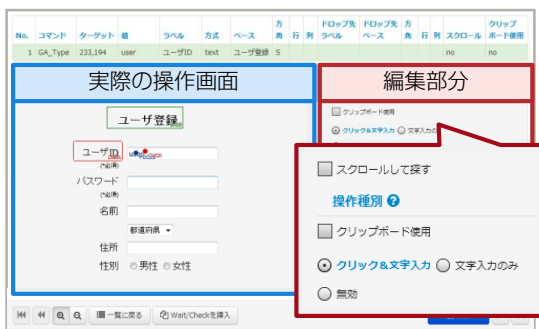 No. コマンド ターゲット 値 ラベル 方式 ベース 方角 行 列 ドロップ先ラベル ドロップ先ベース 方角 行 列 スクロール クリップボード使用
1 GA_Type 233,194 user ユーザID text ユーザ登録 S no no
実際の操作画面
編集部分
ユーザ登録
ユーザID
(*必須)
パスワード
(*必須)
名前
都道府県
住所
性別 男性 女性
クリップボード使用
クリック&文字入力 文字入力の
スクロールして探す
操作種別 ?
クリップボード使用
クリック&文字入力 文字入力のみ
無効
一覧に戻る Wait/Checkを挿入